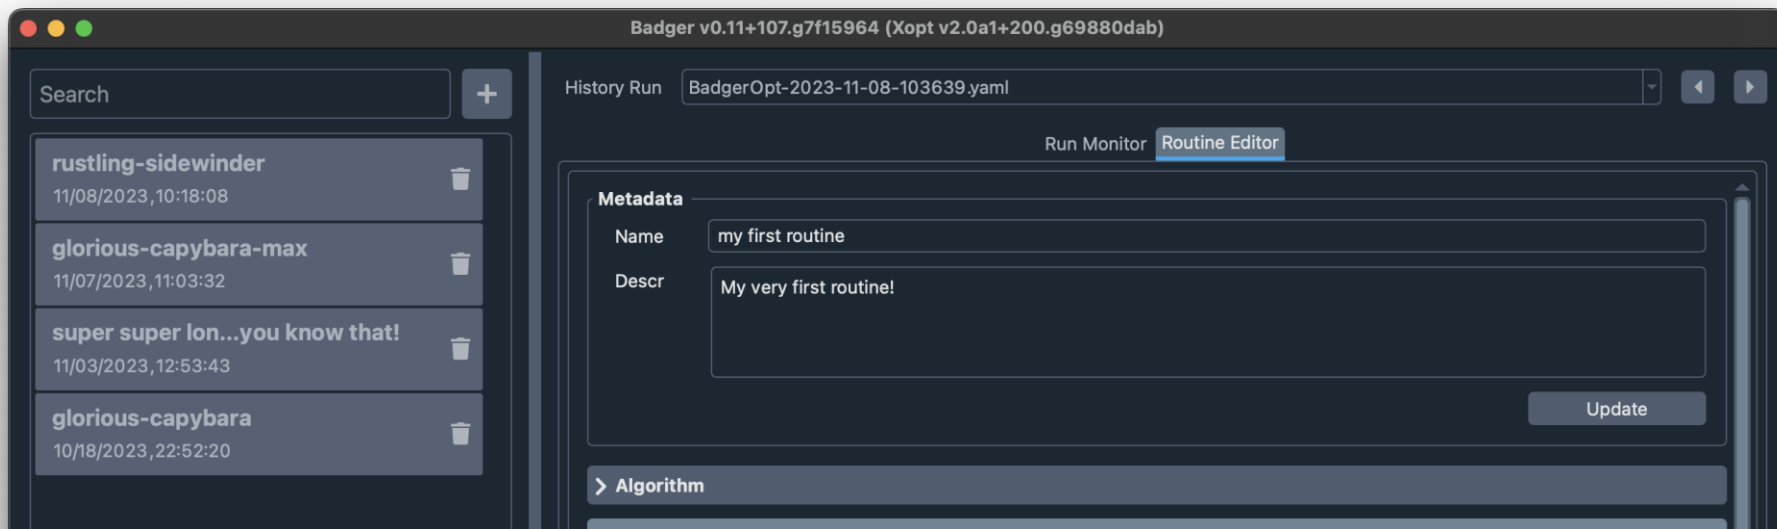 Badger v0.11+107.g7f15964 (Xopt v2.0a1+200.g69880dab)
Search
+
rustling-sidewinder
11/08/2023,10:18:08
glorious-capybara-max
11/07/2023,11:03:32
super super lon...you know that!
11/03/2023,12:53:43
glorious-capybara
10/18/2023,22:52:20
History Run BadgerOpt-2023-11-08-103639.yaml
Run Monitor Routine Editor
Metadata
Name my first routine
Descr My very first routine!
Update
Algorithm